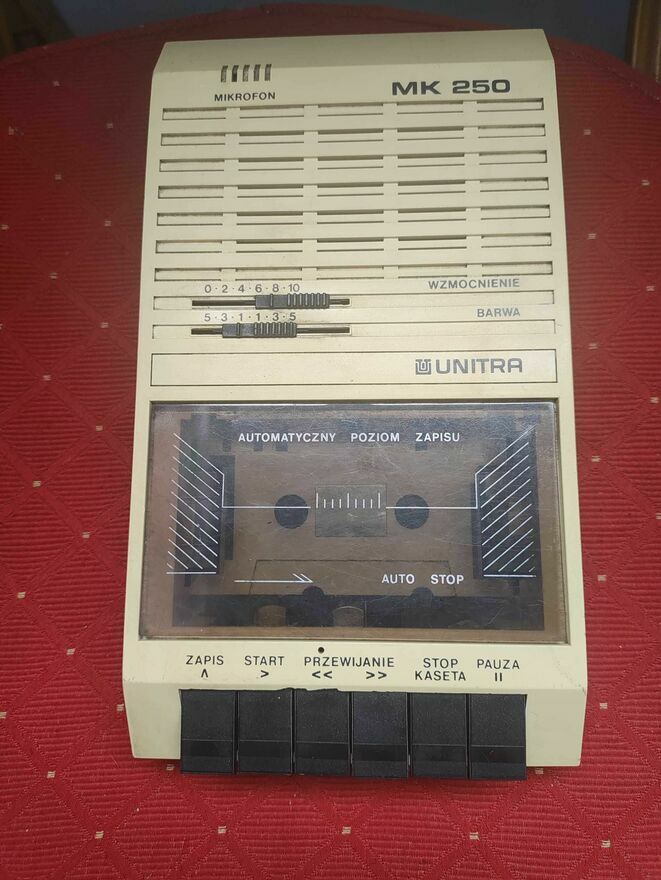 MIKROFON
MK 250
0·2·4·6·8·10
WZMOCNIENIE
5·3·1·1·3·5
BARWA
UNITRA
AUTOMATYCZNY POZIOM ZAPISU
AUTO STOP
ZAPIS START PRZEWIJANIE STOP PAUZA
^ > << >> KASETA II